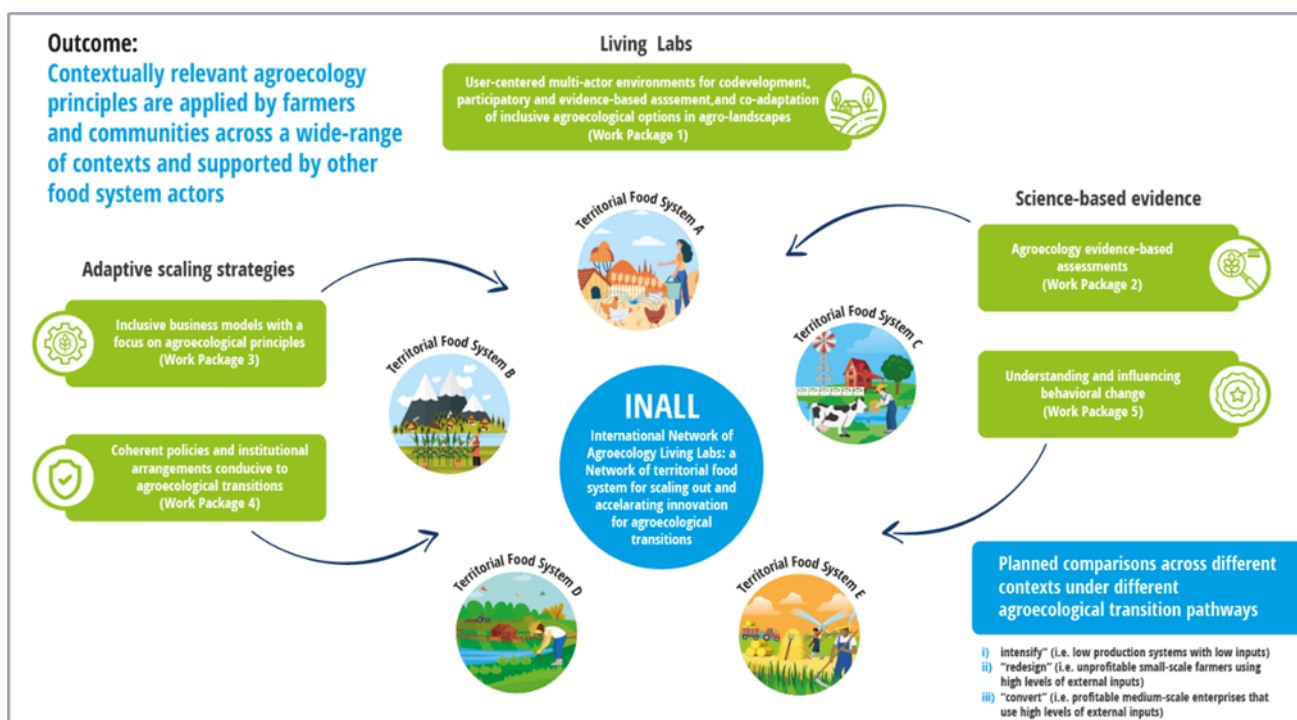 Outcome:
Contextually relevant agroecology
principles are applied by farmers
and communities across a wide-range
of contexts and supported by other
food system actors
Living Labs
User-centered multi-actor environments for codevelopment,
participatory and evidence-based asssement,and co-adaptation
of inclusive agroecological options in agro-landscapes
(Work Package 1)
Adaptive scaling strategies
Inclusive business models with a
focus on agroecological principles
(Work Package 3)
Coherent policies and institutional
arrangements conducive to
agroecological transitions
(Work Package 4)
Territorial Food System A
Territorial Food System B
Territorial Food System C
Territorial Food System D
Territorial Food System E
INALL
International Network of
Agroecology Living Labs: a
Network of territorial food
system for scaling out and
accelarating innovation
for agroecological
transitions
Science-based evidence
Agroecology evidence-based
assessments
(Work Package 2)
Understanding and influencing
behavioral change
(Work Package 5)
Planned comparisons across different
contexts under different
agroecological transition pathways
i) intensify” (i.e. low production systems with low inputs)
ii) “redesign” (i.e. unprofitable small-scale farmers using
high levels of external inputs)
iii) “convert” (i.e. profitable medium-scale enterprises that
use high levels of external inputs)